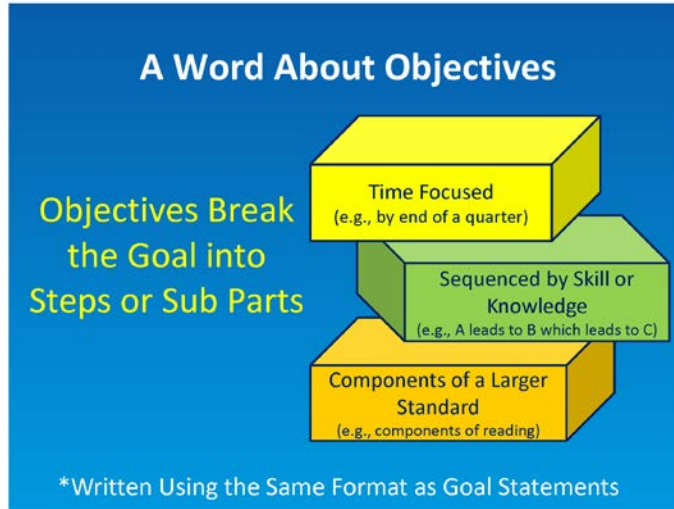 A Word About Objectives
Objectives Break
the Goal into
Steps or Sub Parts
Time Focused
(e.g., by end of a quarter)
Sequenced by Skill or
Knowledge
(e.g., A leads to B which leads to C)
Components of a Larger
Standard
(e.g., components of reading)
*Written Using the Same Format as Goal Statements